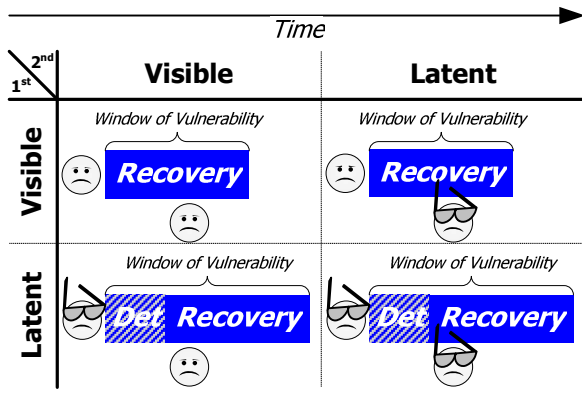 Time
2nd
1st
Visible
Latent
Visible
Window of Vulnerability
Recovery
Window of Vulnerability
Recovery
Latent
Window of Vulnerability
Det Recovery
Window of Vulnerability
Det Recovery